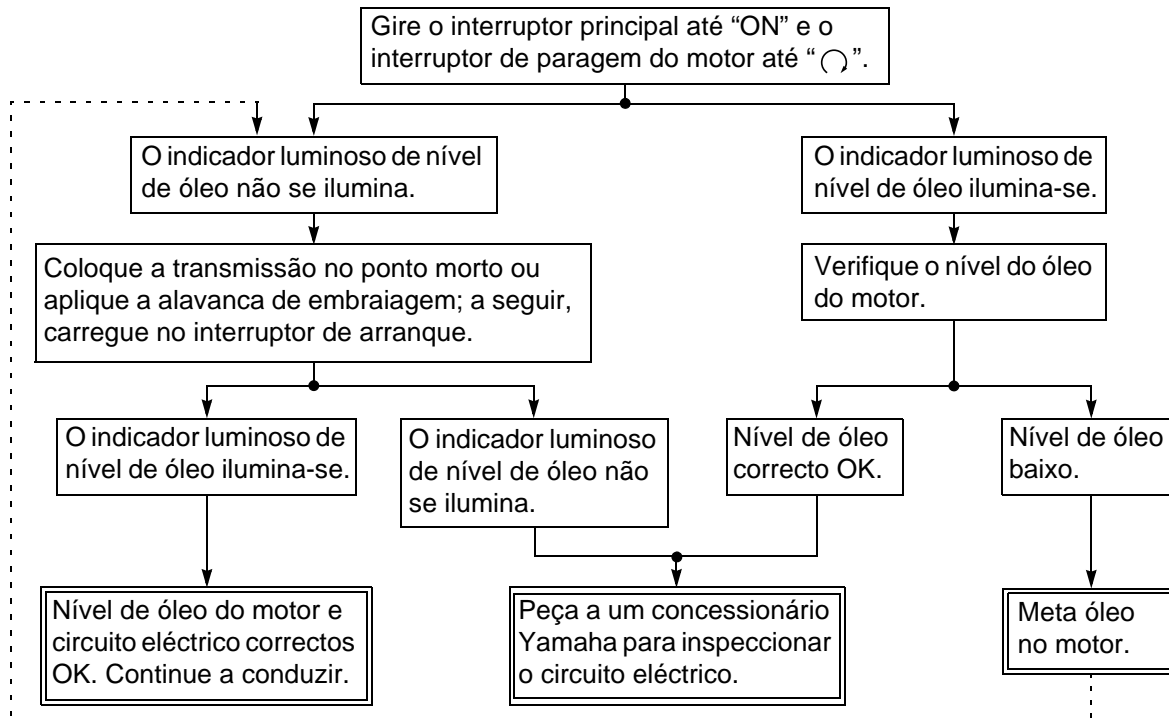 Gire o interruptor principal até “ON” e o
interruptor de paragem do motor até “ ”.
O indicador luminoso de nível
de óleo não se ilumina.
O indicador luminoso de
nível de óleo ilumina-se.
Coloque a transmissão no ponto morto ou
aplique a alavanca de embraiagem; a seguir,
carregue no interruptor de arranque.
Verifique o nível do óleo
do motor.
O indicador luminoso de
nível de óleo ilumina-se.
O indicador luminoso
de nível de óleo não
se ilumina.
Nível de óleo
correcto OK.
Nível de óleo
baixo.
Nível de óleo do motor e
circuito eléctrico correctos
OK. Continue a conduzir.
Peça a um concessionário
Yamaha para inspeccionar
o circuito eléctrico.
Meta óleo
no motor.